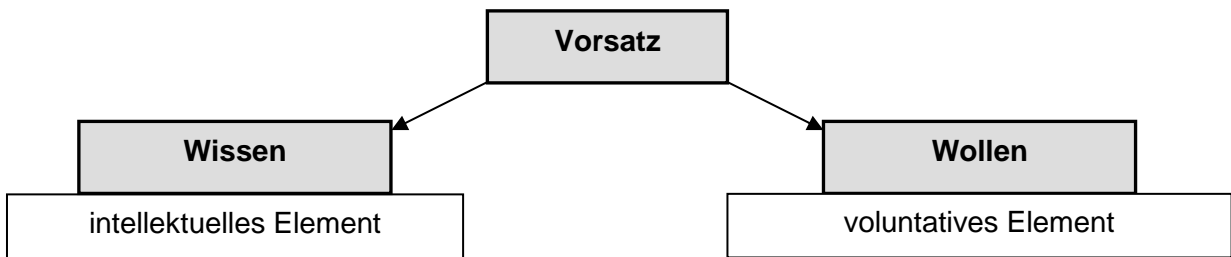 Vorsatz
Wissen
Wollen
intellektuelles Element
voluntatives Element